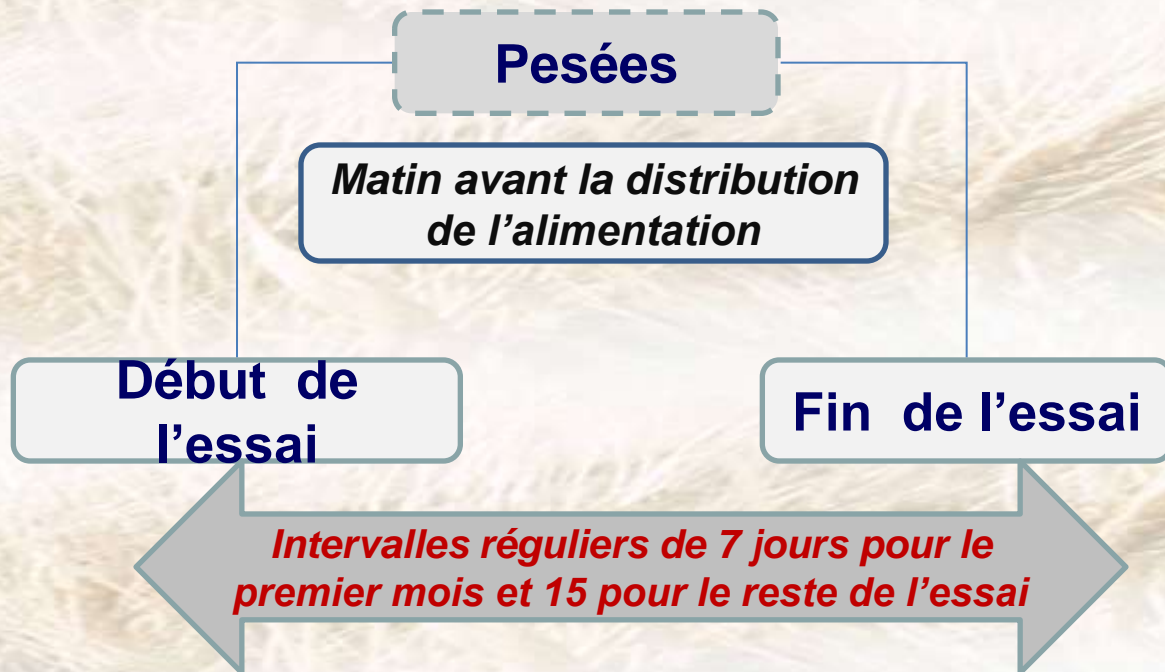 Pesées
Matin avant la distribution
de l’alimentation
Début de
l’essai
Fin de l’essai
Intervalles réguliers de 7 jours pour le
premier mois et 15 pour le reste de l’essai